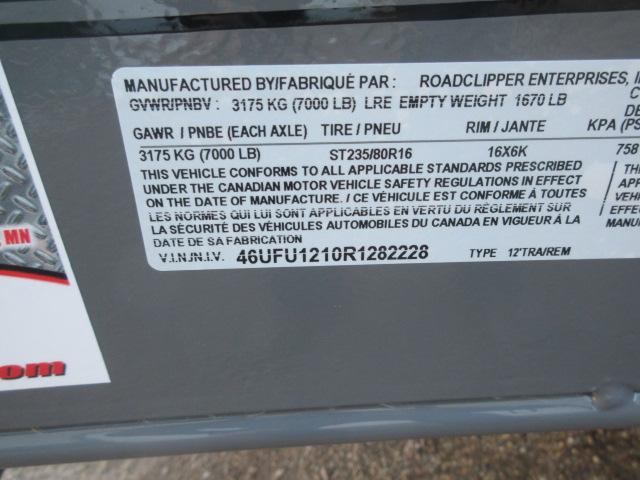 MANUFACTURED BY/FABRIQUÉ PAR : ROADCLIPPER ENTERPRISES,
GVWR/PNBV : 3175 KG (7000 LB) LRE EMPTY WEIGHT 1670 LB
GAWR / PNBE (EACH AXLE) TIRE / PNEU RIM / JANTE KPA
3175 KG (7000 LB) ST235/80R16 16X6K 758
THIS VEHICLE CONFORMS TO ALL APPLICABLE STANDARDS PRESCRIBED
UNDER THE CANADIAN MOTOR VEHICLE SAFETY REGULATIONS IN EFFECT
ON THE DATE OF MANUFACTURE. / CE VÉHICULE EST CONFORME À TOUTES
LES NORMES QUI LUI SONT APPLICABLES EN VERTU DU RÈGLEMENT SUR
LA SÉCURITÉ DES VÉHICULES AUTOMOBILES DU CANADA EN VIGUEUR À LA
DATE DE SA FABRICATION
V.I.N./N.I.V. 46UFU1210R1282228 TYPE 12'TRA/REM
MN